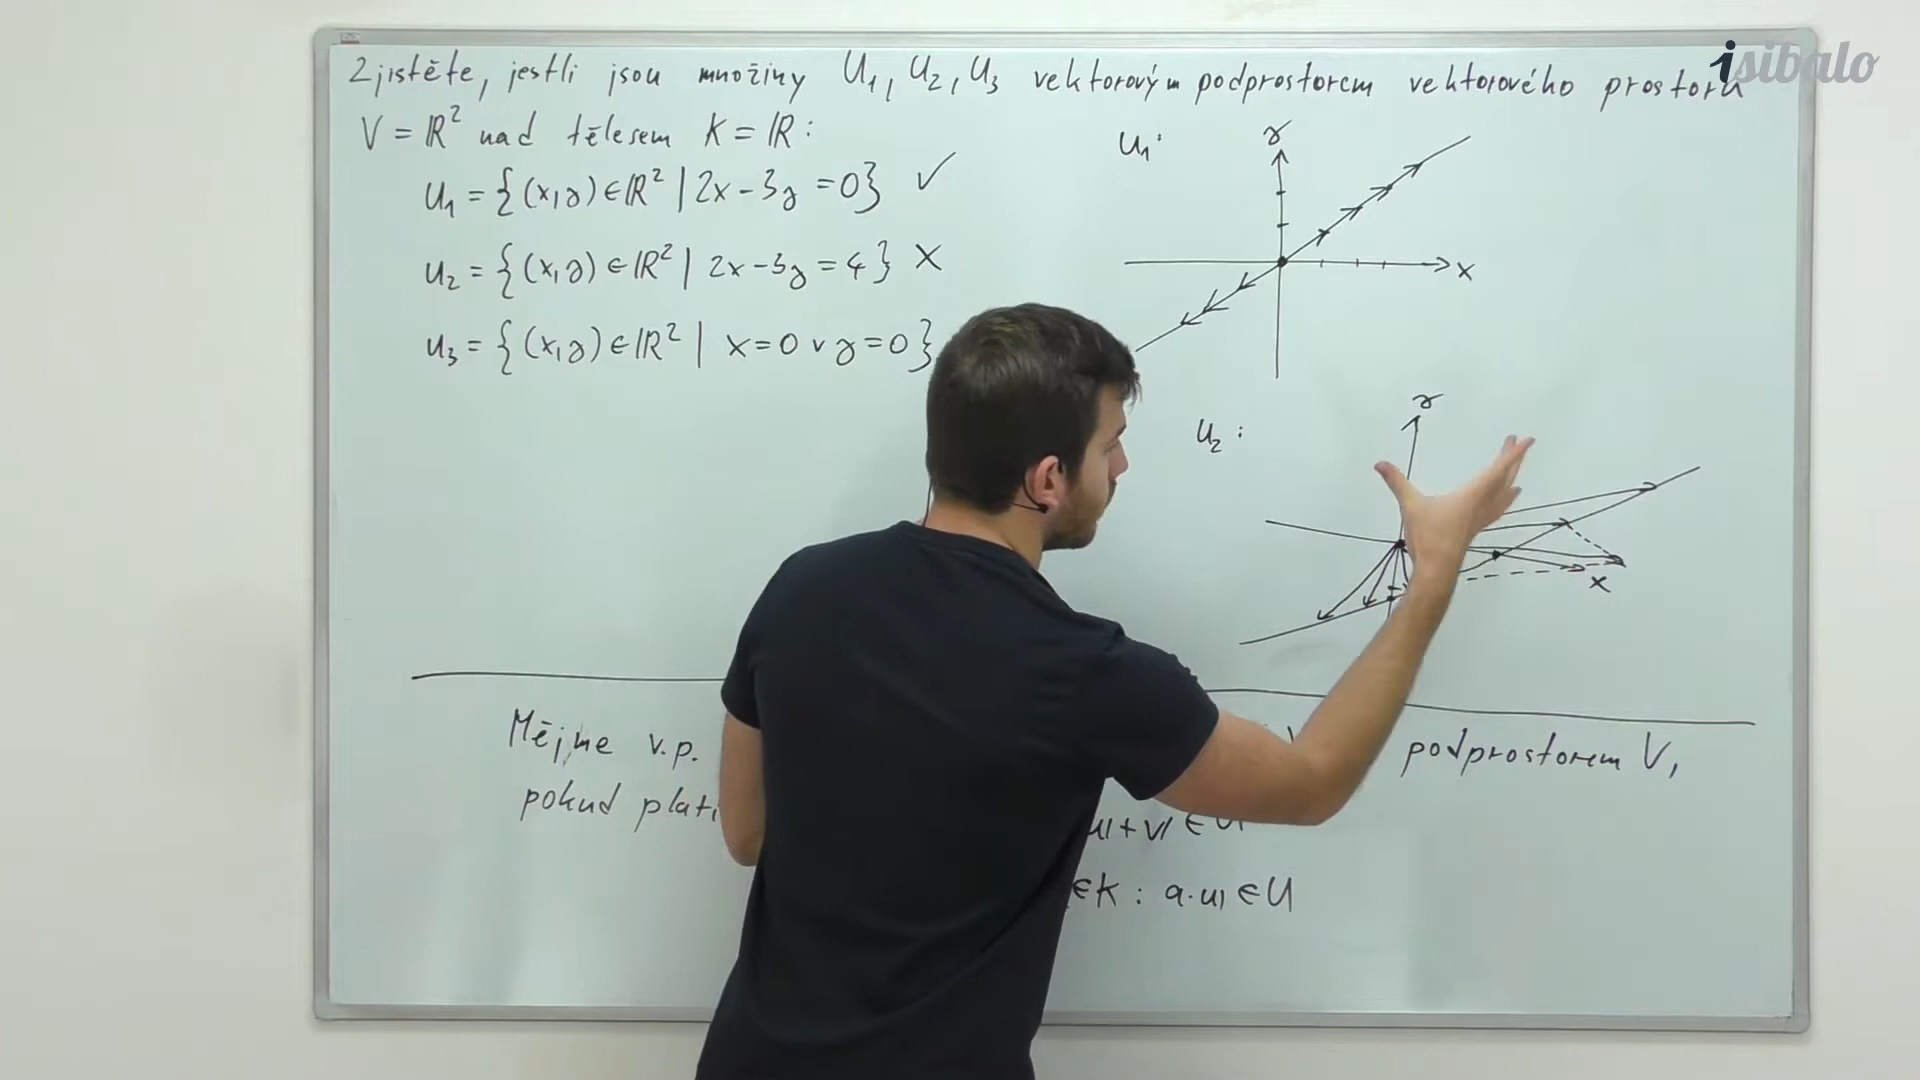 isibalo
Zjistěte, jestli jsou množiny U₁, U₂, U₃ vektorovým podprostorem vektorového prostoru
V = ℝ² nad tělesem K = ℝ:
U₁ = {(x,y) ∈ ℝ² | 2x - 3y = 0} ✓
U₂ = {(x,y) ∈ ℝ² | 2x - 3y = 4} X
U₃ = {(x,y) ∈ ℝ² | x = 0 ∨ y = 0}
U₁:
y
x
U₂:
y
x
Mějme v.p. podprostorem V,
pokud platí
u + v ∈ U
∈ K : a·u ∈ U